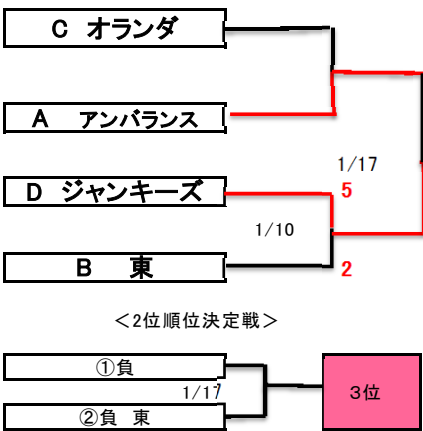 C オランダ
A アンバランス
1/17
D ジャンキーズ
5
1/10
B 東
2
＜2位順位決定戦＞
①負
1/17
3位
②負 東